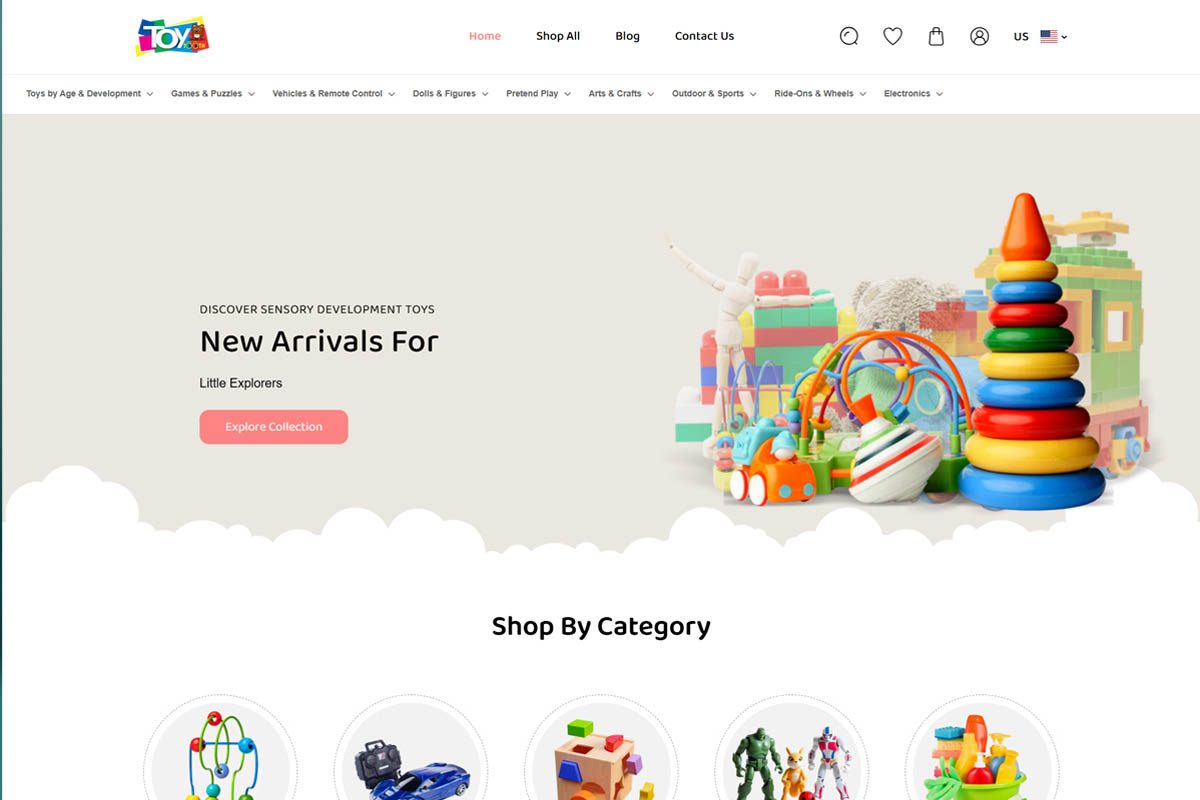 TOY
TOOTH
Home
Shop All
Blog
Contact Us
US
Toys by Age & Development
Games & Puzzles
Vehicles & Remote Control
Dolls & Figures
Pretend Play
Arts & Crafts
Outdoor & Sports
Ride-Ons & Wheels
Electronics
DISCOVER SENSORY DEVELOPMENT TOYS
New Arrivals For
Little Explorers
Explore Collection
Shop By Category